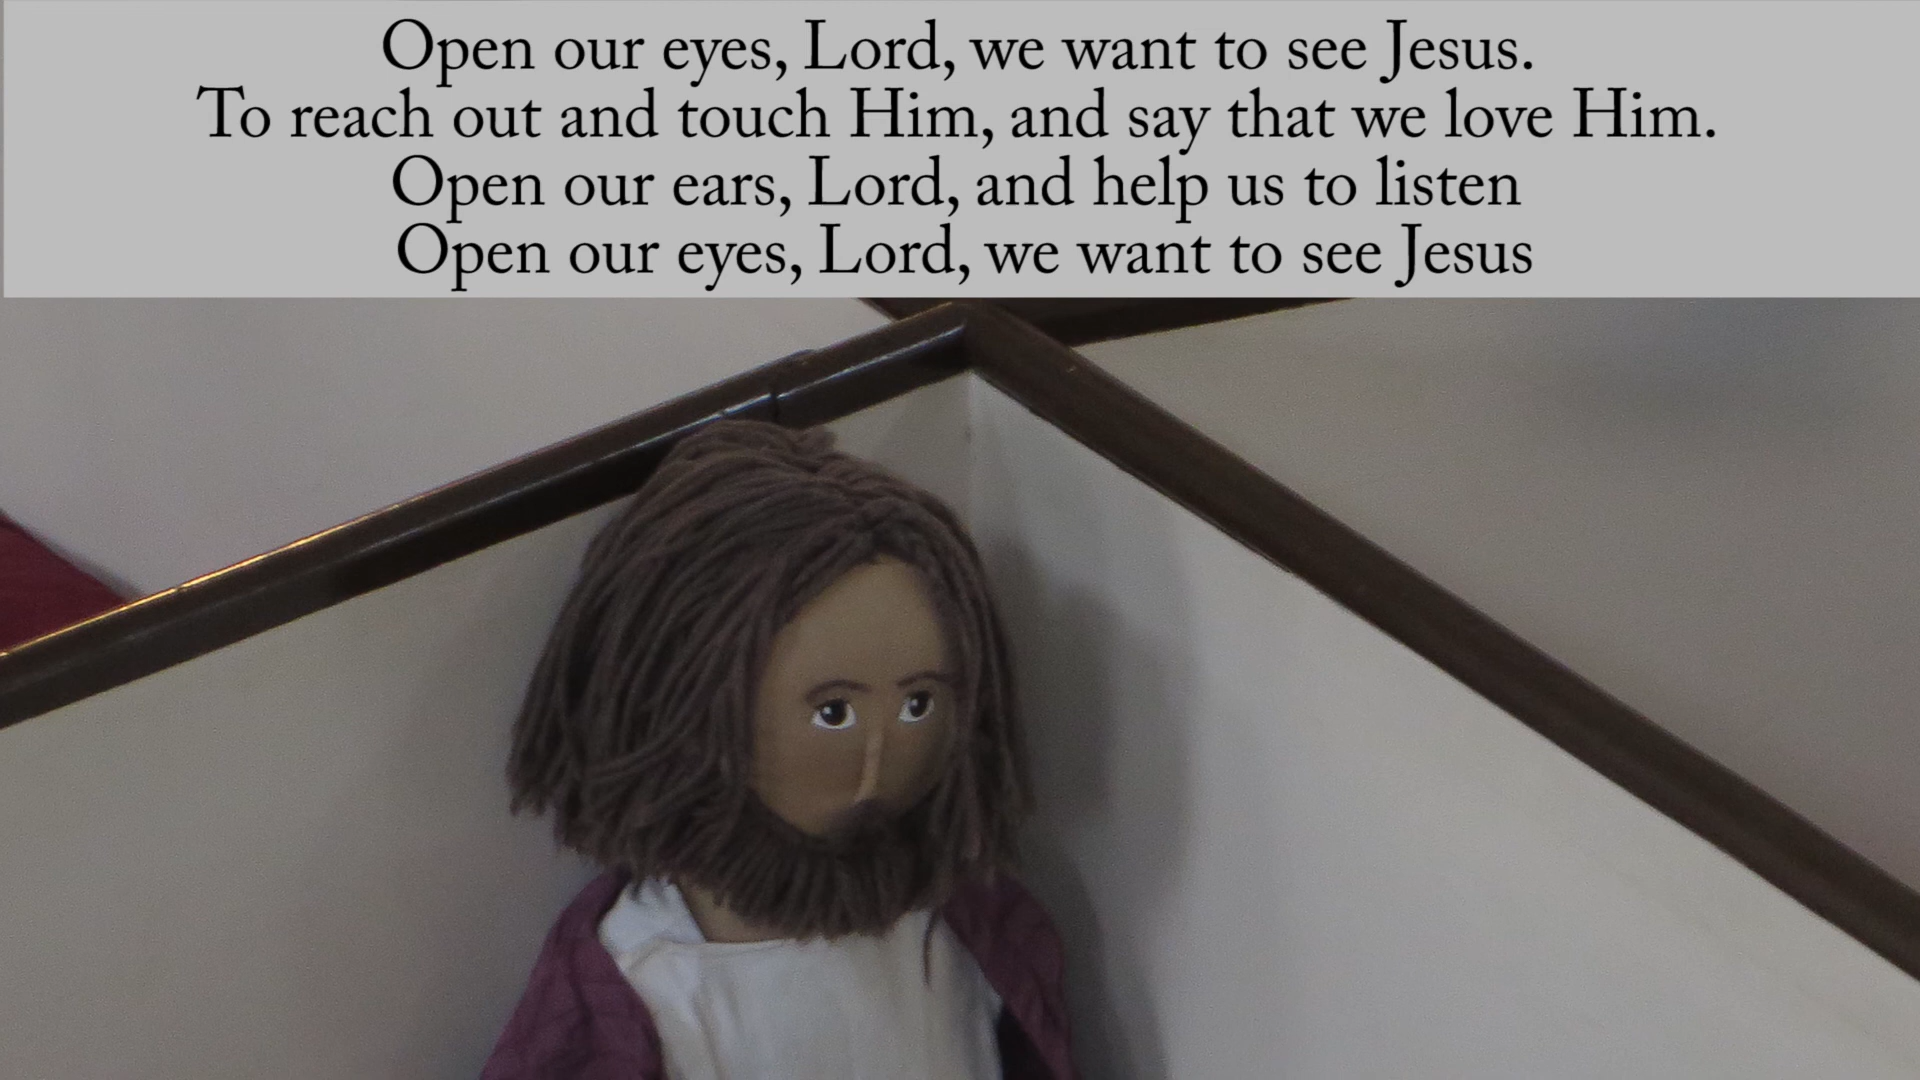 Open our eyes, Lord, we want to see Jesus.
To reach out and touch Him, and say that we love Him.
Open our ears, Lord, and help us to listen
Open our eyes, Lord, we want to see Jesus